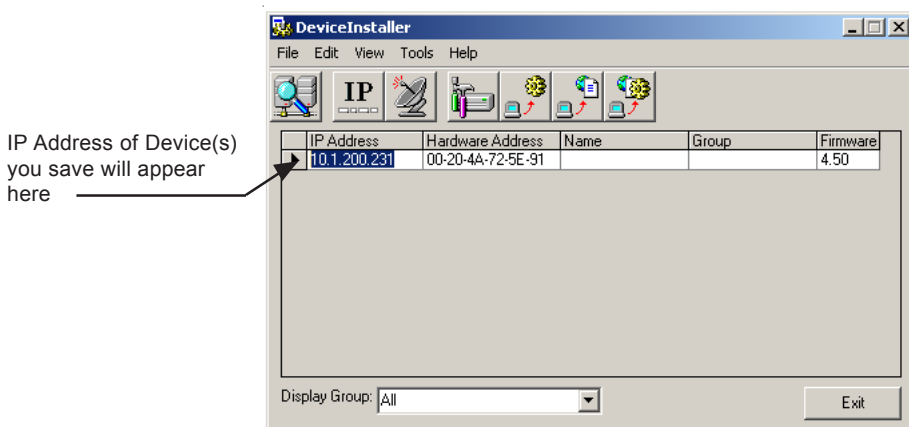 DeviceInstaller
File Edit View Tools Help
IP
IP Address of Device(s)
you save will appear
here
IP Address Hardware Address Name Group Firmware
10.1.200.231 00-20-4A-72-5E-91 4.50
Display Group: All
Exit